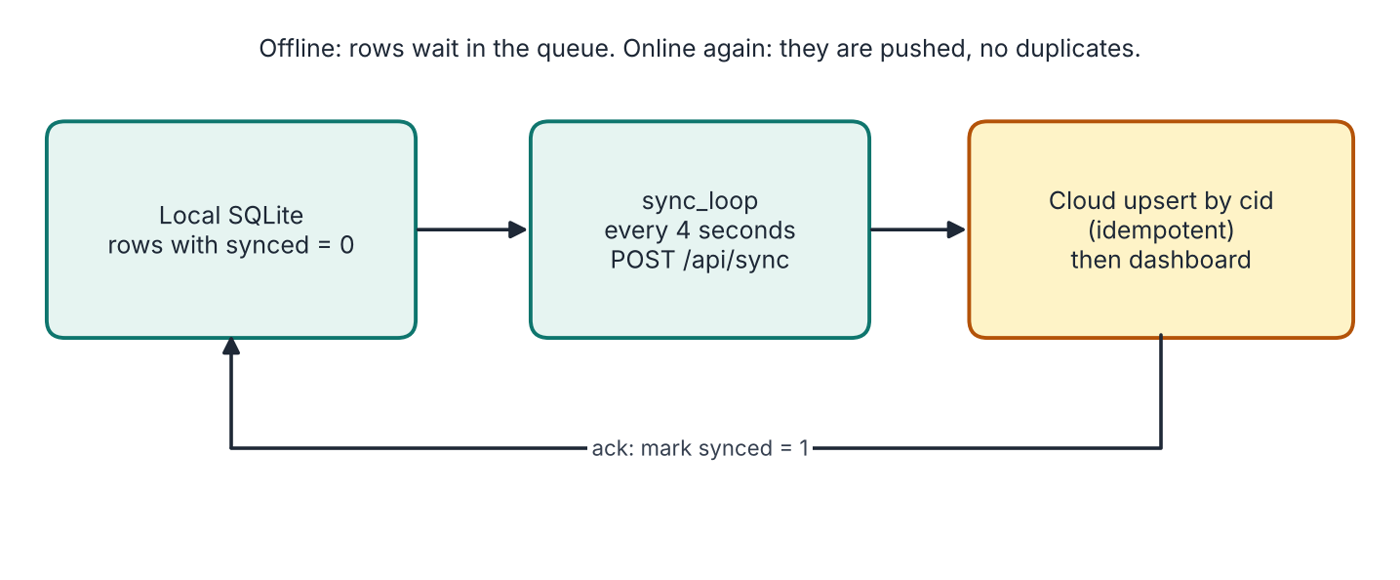 Offline: rows wait in the queue. Online again: they are pushed, no duplicates.
Local SQLite
rows with synced = 0
sync_loop
every 4 seconds
POST /api/sync
Cloud upsert by cid
(idempotent)
then dashboard
ack: mark synced = 1